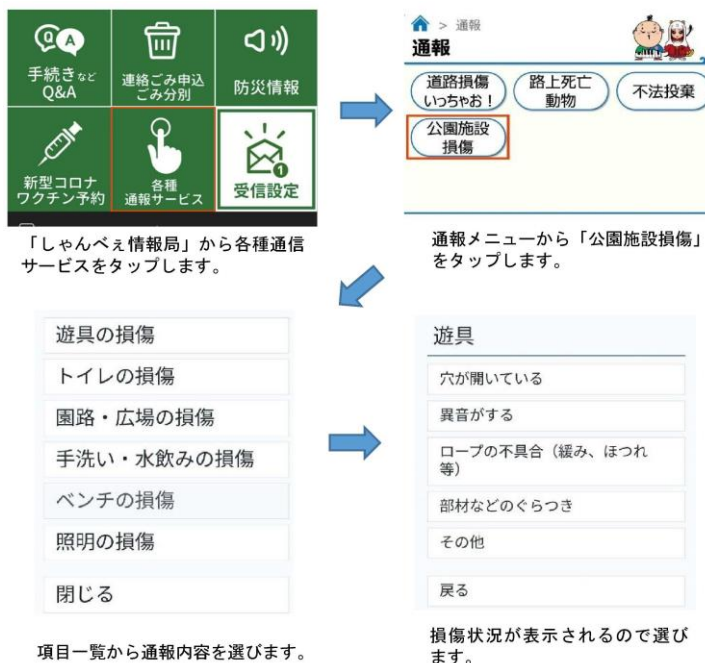 Q A
手続きなど
Q&A
連絡ごみ申込
ごみ分別
防災情報
新型コロナ
ワクチン予約
各種
通報サービス
1
受信設定
「しゃんべぇ情報局」から各種通信
サービスをタップします。
> 通報
通報
道路損傷
いっちゃお！
路上死亡
動物
不法投棄
公園施設
損傷
通報メニューから「公園施設損傷」
をタップします。
遊具の損傷
トイレの損傷
園路・広場の損傷
手洗い・水飲みの損傷
ベンチの損傷
照明の損傷
閉じる
項目一覧から通報内容を選びます。
遊具
穴が開いている
異音がする
ロープの不具合（緩み、ほつれ
等）
部材などのぐらつき
その他
戻る
損傷状況が表示されるので選び
ます。